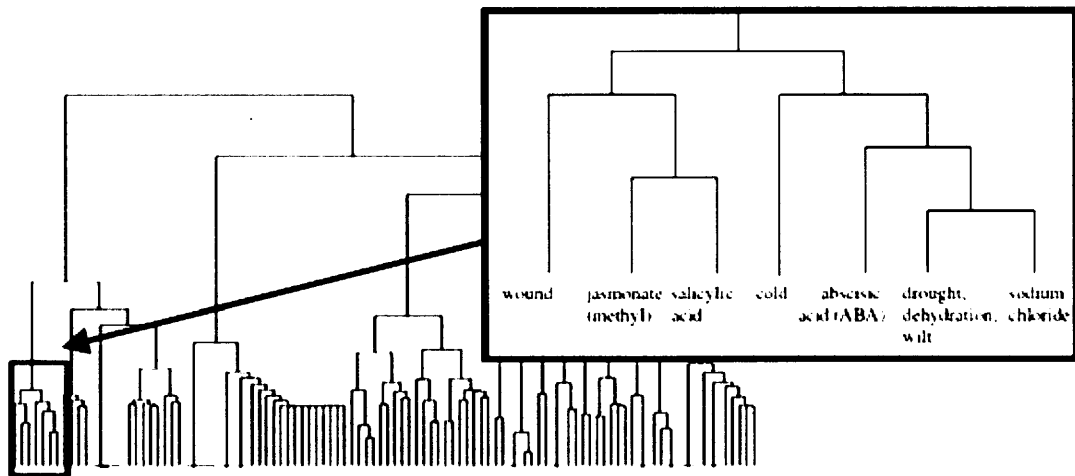 wound jasmonate salicylic cold abscisic drought, sodium
(methyl) acid acid (ABA) dehydration, chloride
wilt